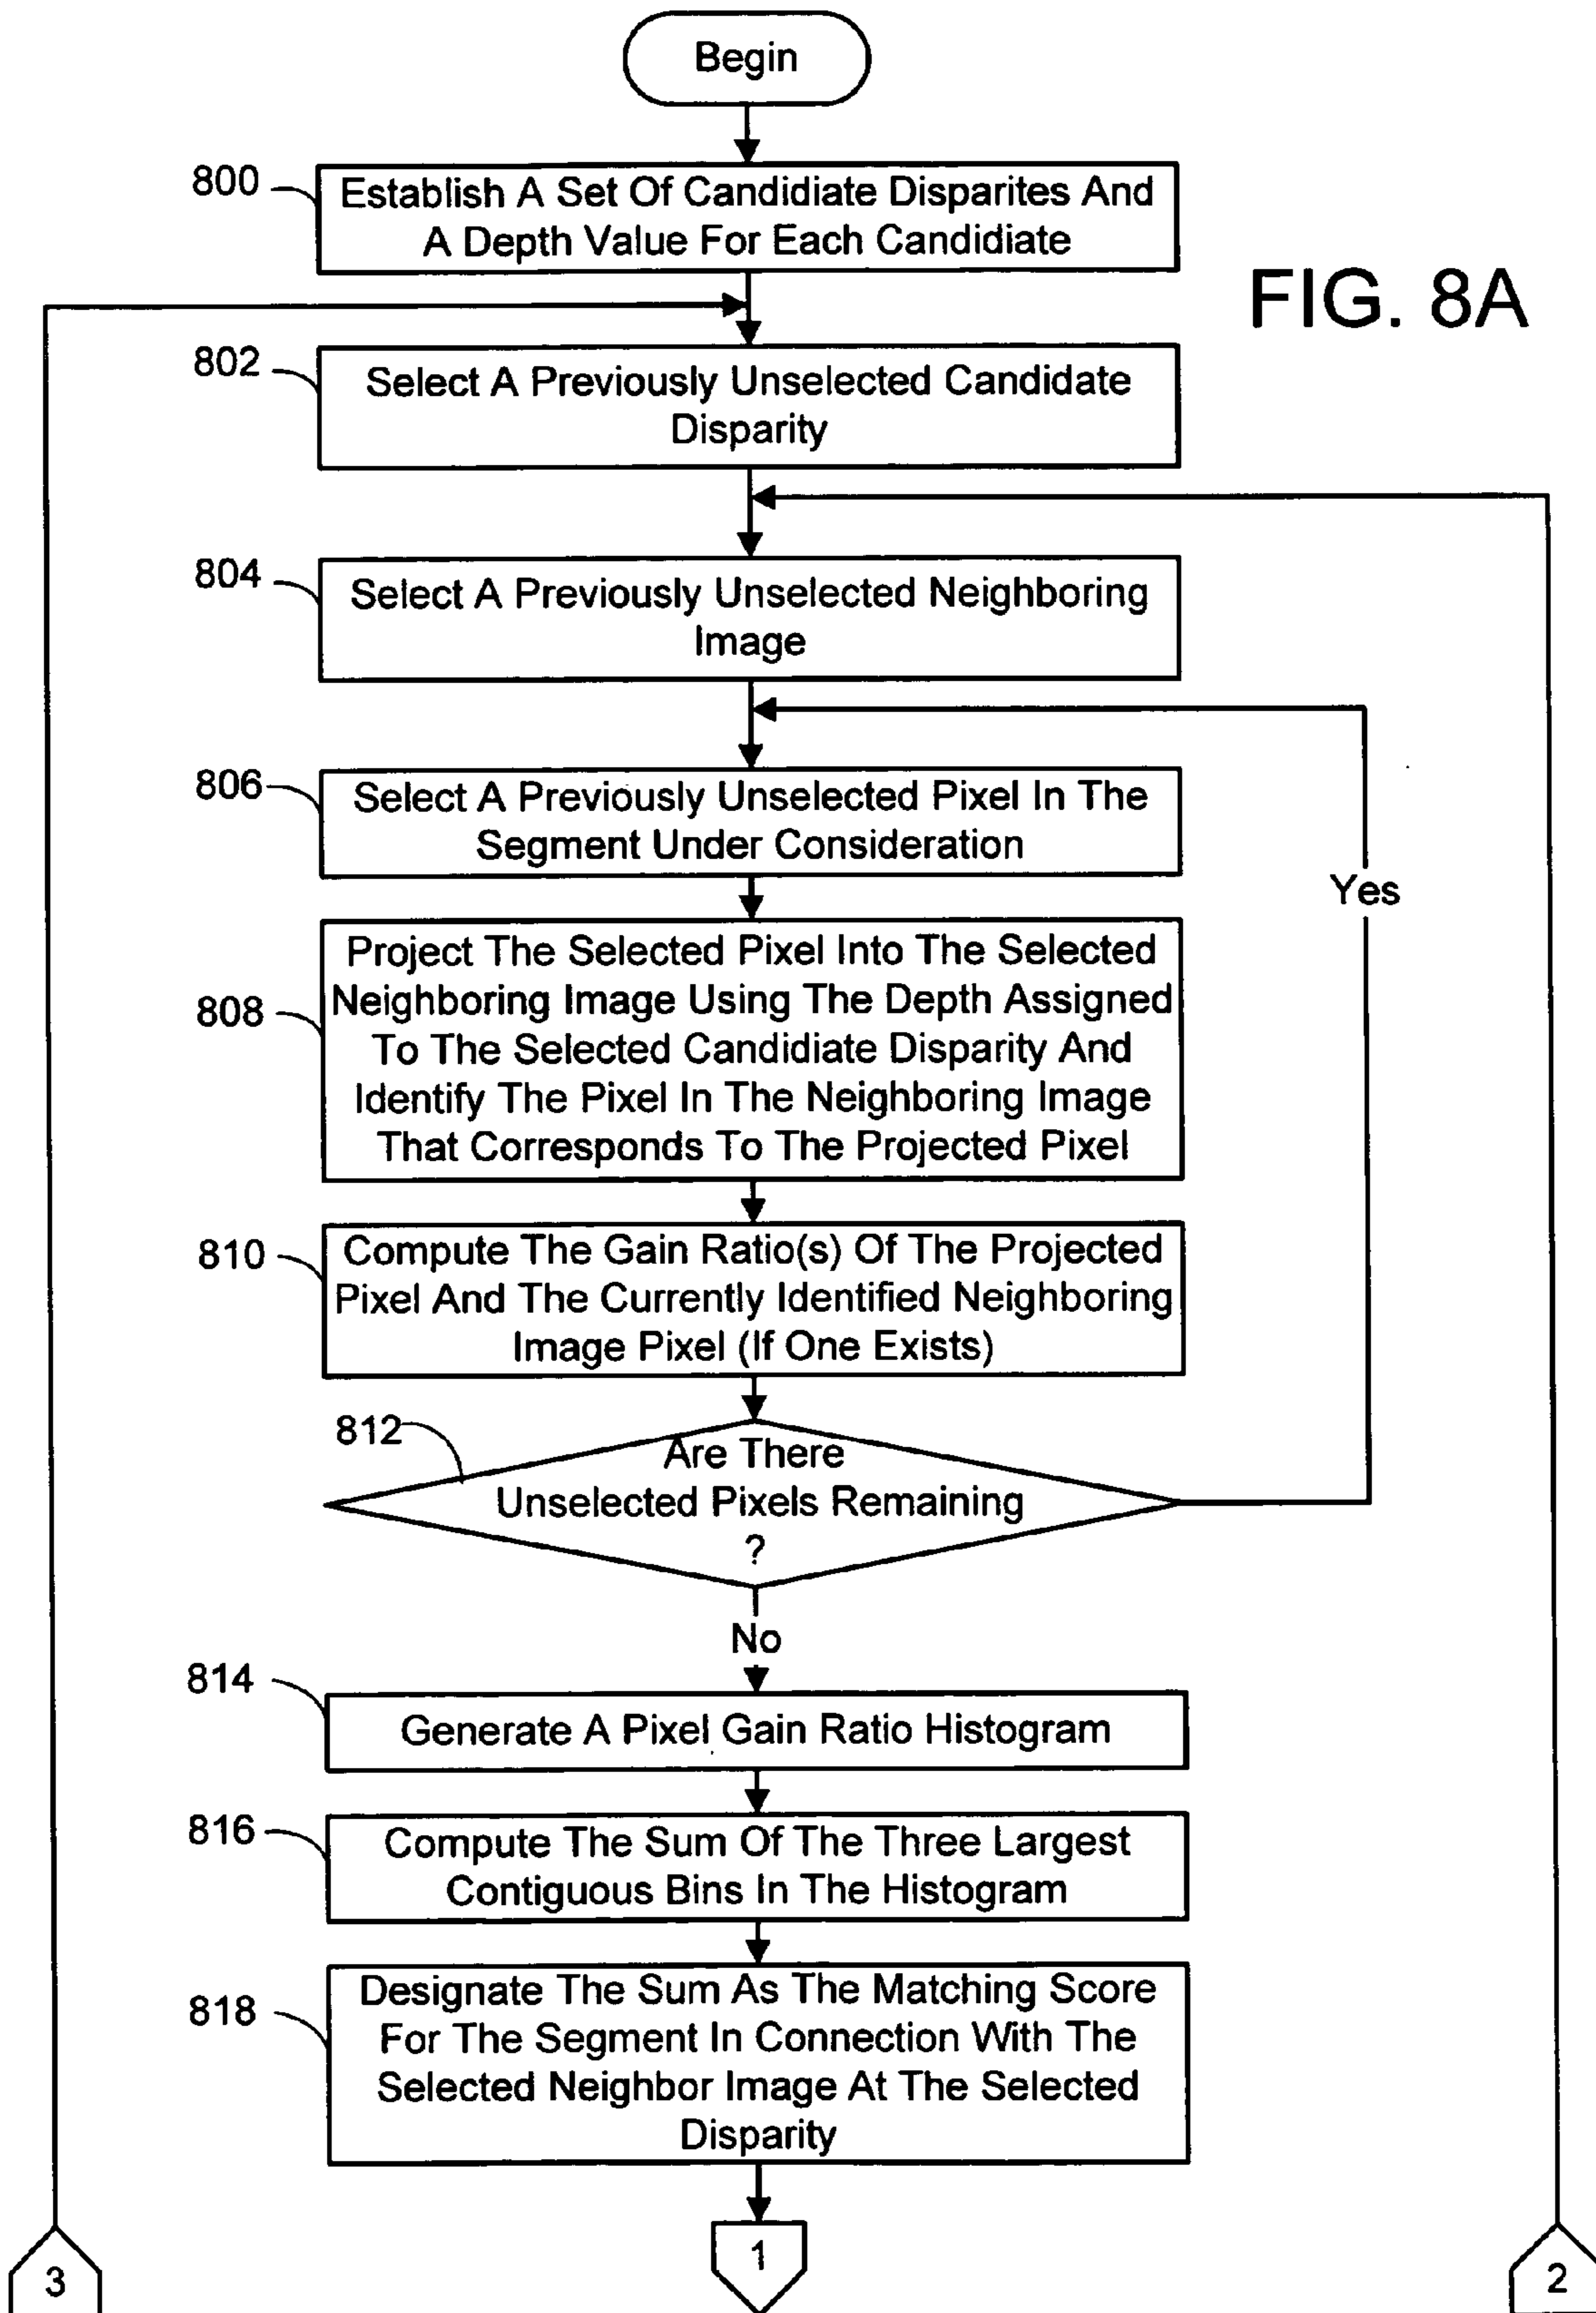 Begin
800
Establish A Set Of Candidiate Disparites And
A Depth Value For Each Candidiate
FIG. 8A
802
Select A Previously Unselected Candidate
Disparity
804
Select A Previously Unselected Neighboring
Image
806
Select A Previously Unselected Pixel In The
Segment Under Consideration
Yes
808
Project The Selected Pixel Into The Selected
Neighboring Image Using The Depth Assigned
To The Selected Candidiate Disparity And
Identify The Pixel In The Neighboring Image
That Corresponds To The Projected Pixel
810
Compute The Gain Ratio(s) Of The Projected
Pixel And The Currently Identified Neighboring
Image Pixel (If One Exists)
812
Are There
Unselected Pixels Remaining
?
No
814
Generate A Pixel Gain Ratio Histogram
816
Compute The Sum Of The Three Largest
Contiguous Bins In The Histogram
818
Designate The Sum As The Matching Score
For The Segment In Connection With The
Selected Neighbor Image At The Selected
Disparity
3
1
2